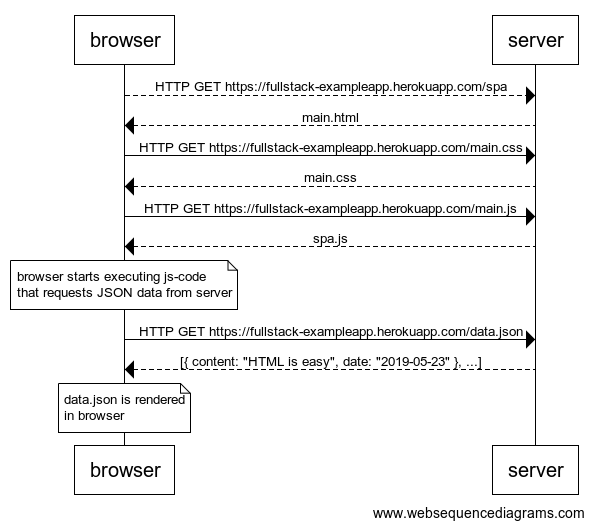 browser
server
HTTP GET https://fullstack-exampleapp.herokuapp.com/spa
main.html
HTTP GET https://fullstack-exampleapp.herokuapp.com/main.css
main.css
HTTP GET https://fullstack-exampleapp.herokuapp.com/main.js
spa.js
browser starts executing js-code
that requests JSON data from server
HTTP GET https://fullstack-exampleapp.herokuapp.com/data.json
[{ content: "HTML is easy", date: "2019-05-23" }, ...]
data.json is rendered
in browser
browser
server
www.websequencediagrams.com